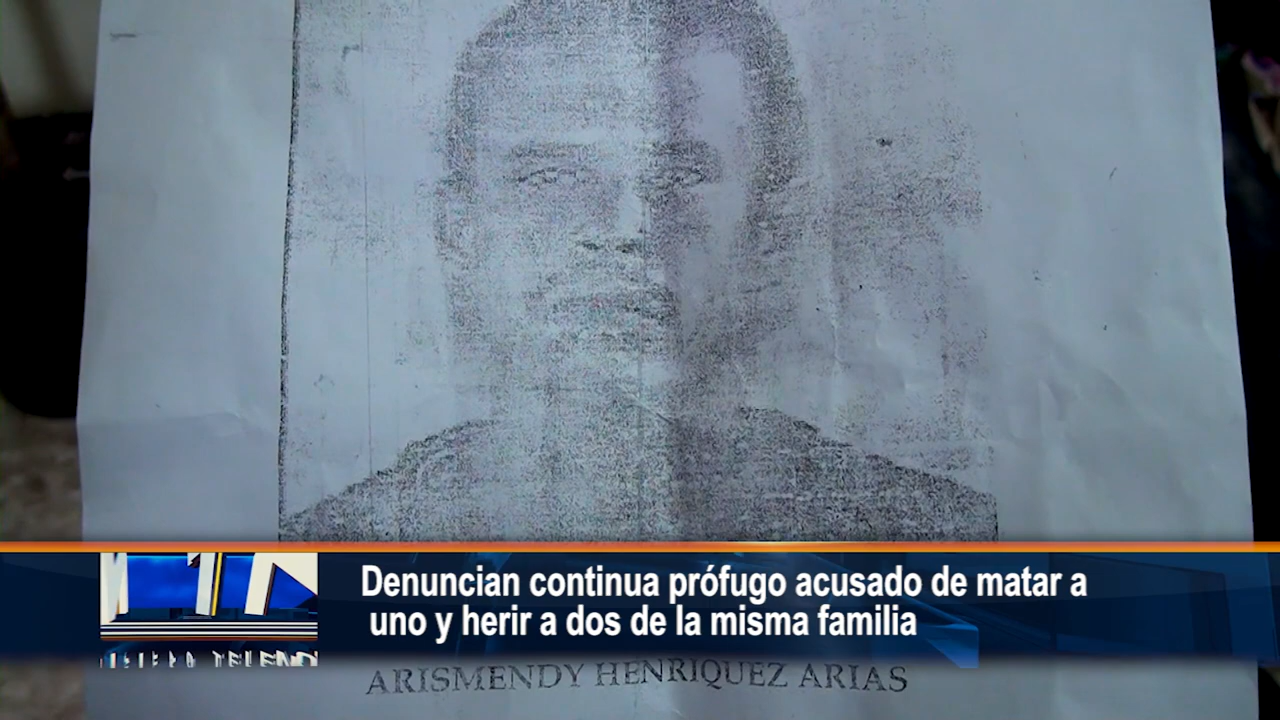 Denuncian continua prófugo acusado de matar a
uno y herir a dos de la misma familia
ARISMENDY HENRIQUEZ ARIAS